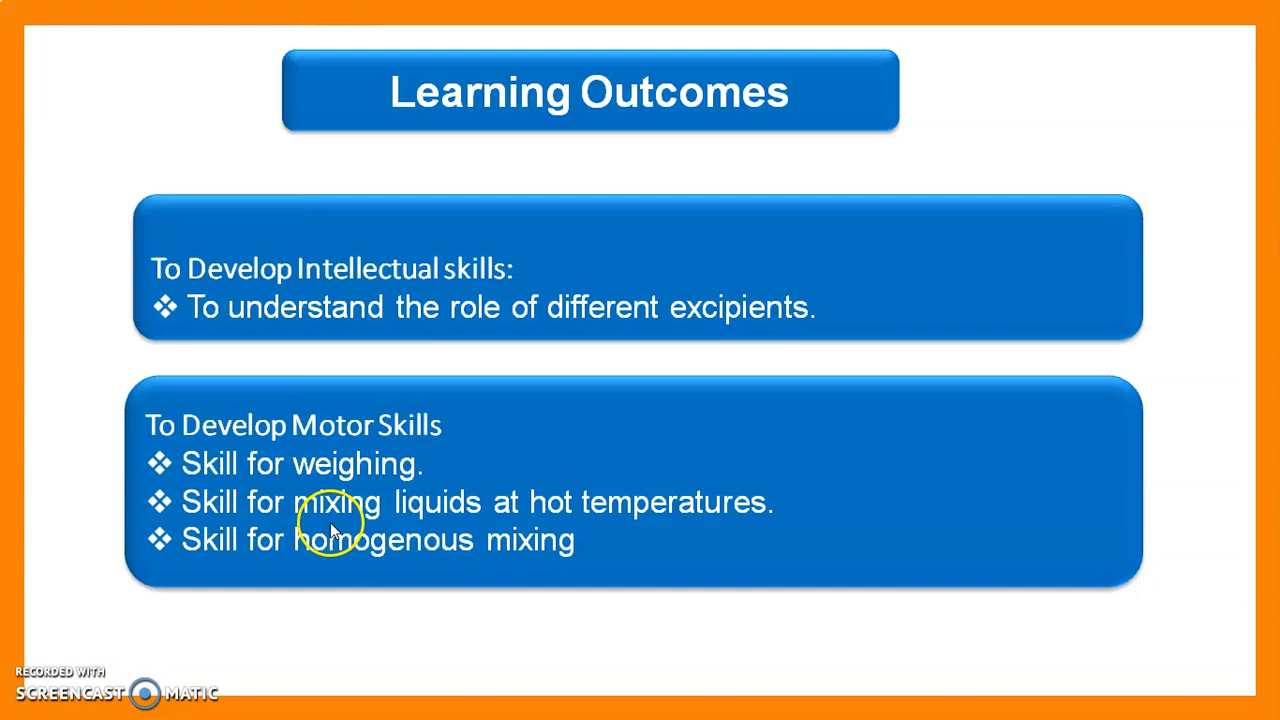 Learning Outcomes
To Develop Intellectual skills:
❖ To understand the role of different excipients.
To Develop Motor Skills
❖ Skill for weighing.
❖ Skill for mixing liquids at hot temperatures.
❖ Skill for homogenous mixing
RECORDED WITH
SCREENCAST MATIC